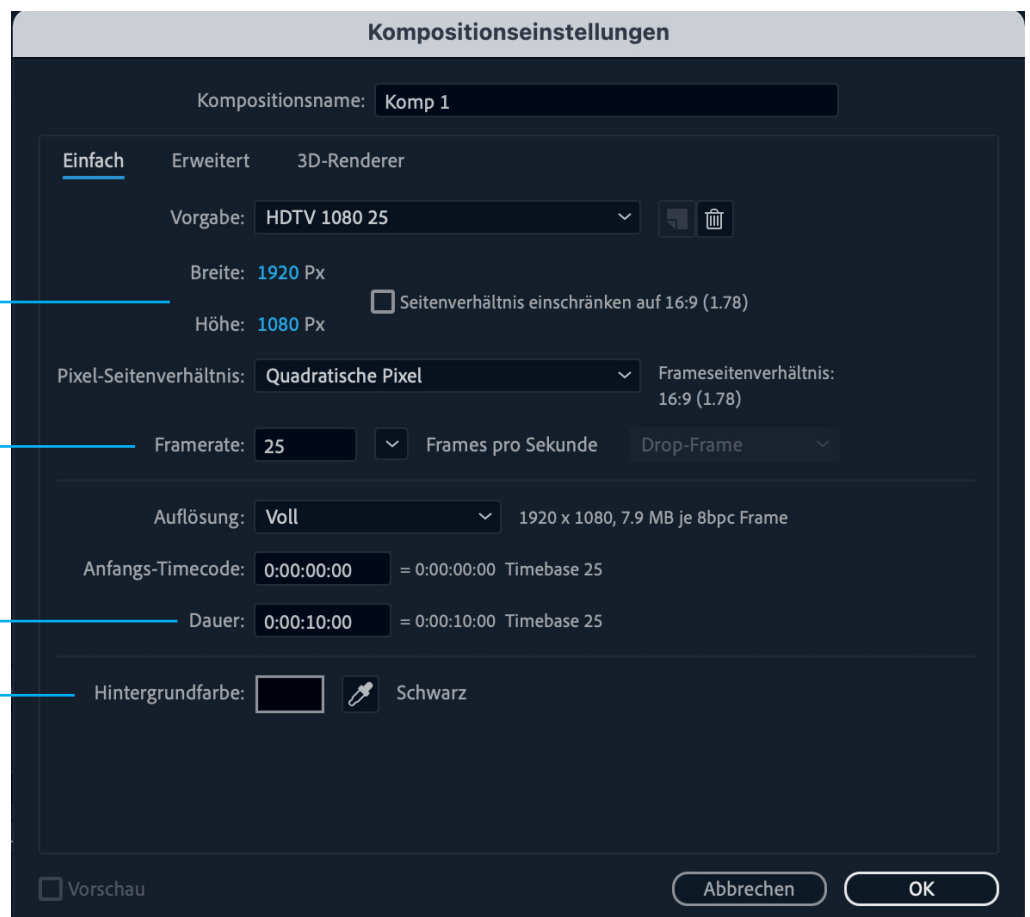 Kompositionseinstellungen
Kompositionsname: Komp 1
Einfach Erweitert 3D-Renderer
Vorgabe: HDTV 1080 25
Breite: 1920 Px
Seitenverhältnis einschränken auf 16:9 (1.78)
Höhe: 1080 Px
Pixel-Seitenverhältnis: Quadratische Pixel Frameseitenverhältnis:
16:9 (1.78)
Framerate: 25 Frames pro Sekunde Drop-Frame
Auflösung: Voll 1920 x 1080, 7.9 MB je 8bpc Frame
Anfangs-Timecode: 0:00:00:00 = 0:00:00:00 Timebase 25
Dauer: 0:00:10:00 = 0:00:10:00 Timebase 25
Hintergrundfarbe: Schwarz
Vorschau Abbrechen OK